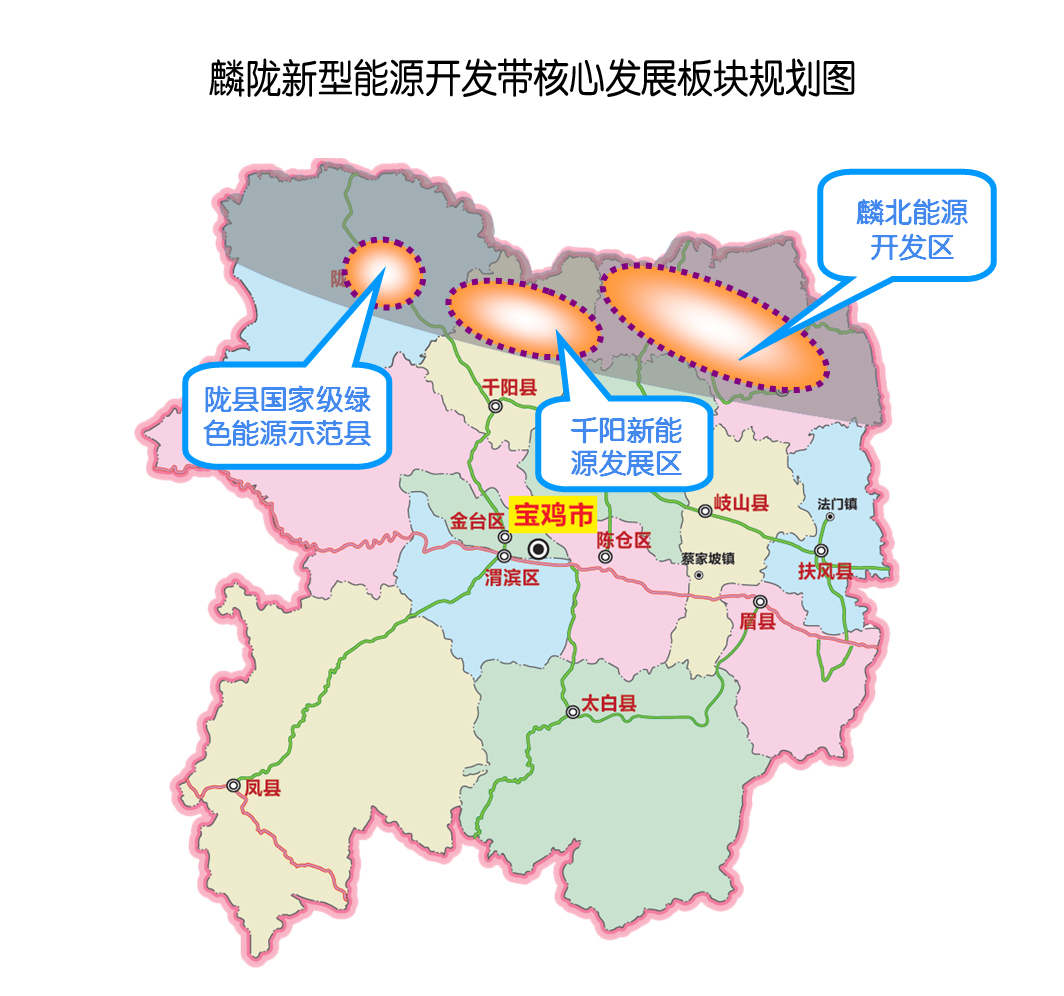 麟陇新型能源开发带核心发展板块规划图
麟北能源
开发区
陇
陇县国家级绿
色能源示范县
千阳县
千阳新能
源发展区
岐山县
法门镇
金台区
宝鸡市
陈仓区
蔡家坡镇
扶风县
渭滨区
眉县
太白县
凤县